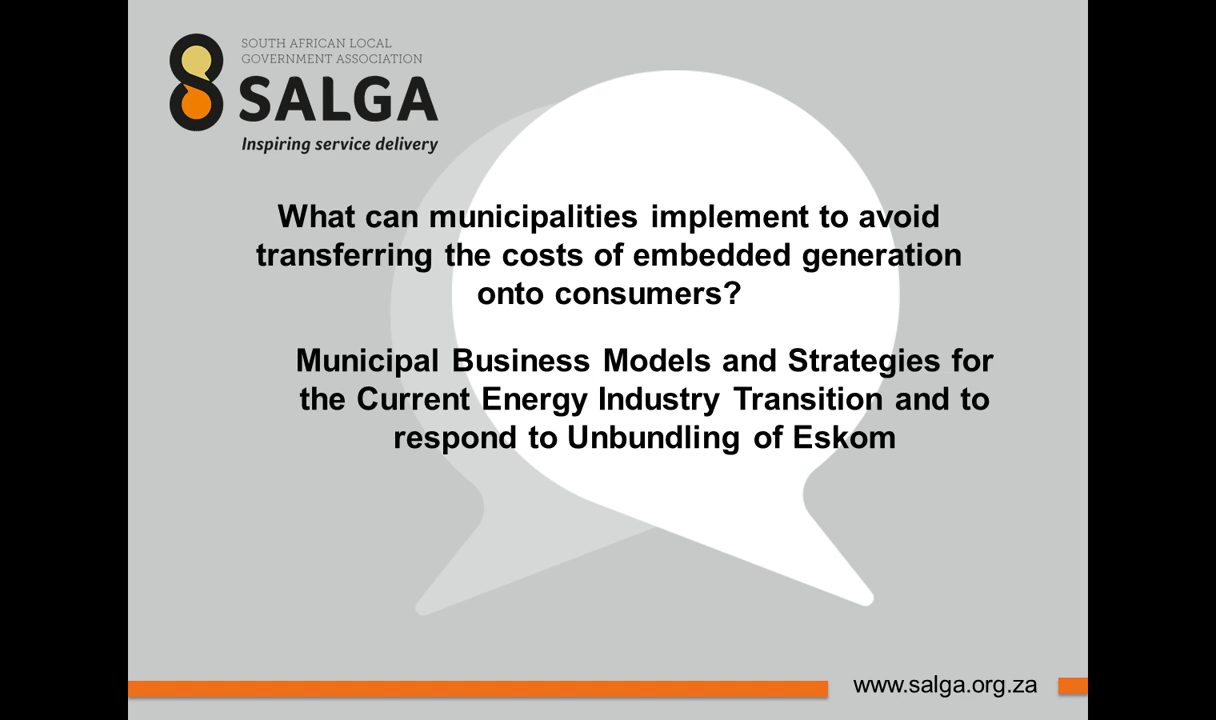 SOUTH AFRICAN LOCAL
GOVERNMENT ASSOCIATION
SALGA
Inspiring service delivery
What can municipalities implement to avoid
transferring the costs of embedded generation
onto consumers?
Municipal Business Models and Strategies for
the Current Energy Industry Transition and to
respond to Unbundling of Eskom
www.salga.org.za